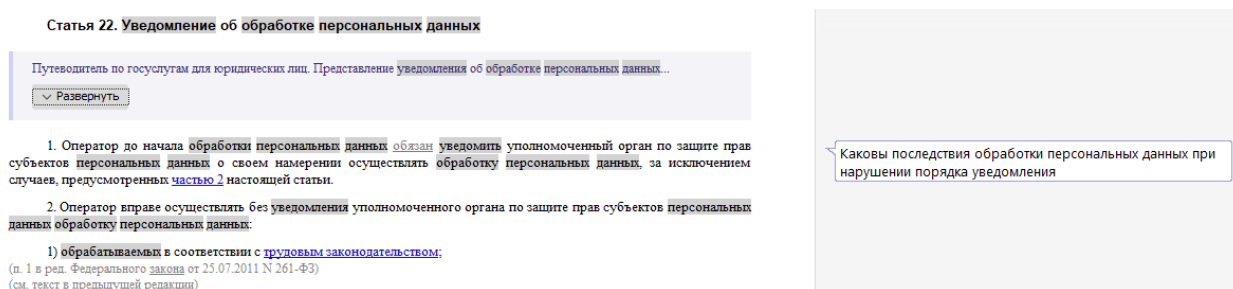 Статья 22. Уведомление об обработке персональных данных
Путеводитель по госуслугам для юридических лиц. Представление уведомления об обработке персональных данных...
Развернуть
1. Оператор до начала обработки персональных данных обязан уведомить уполномоченный орган по защите прав
субъектов персональных данных о своем намерении осуществлять обработку персональных данных, за исключением
случаев, предусмотренных частью 2 настоящей статьи.
Каковы последствия обработки персональных данных при
нарушении порядка уведомления
2. Оператор вправе осуществлять без уведомления уполномоченного органа по защите прав субъектов персональных
данных обработку персональных данных:
1) обрабатываемых в соответствии с трудовым законодательством;
(п. 1 в ред. Федерального закона от 25.07.2011 N 261-ФЗ)
(см. текст в предыдущей редакции)